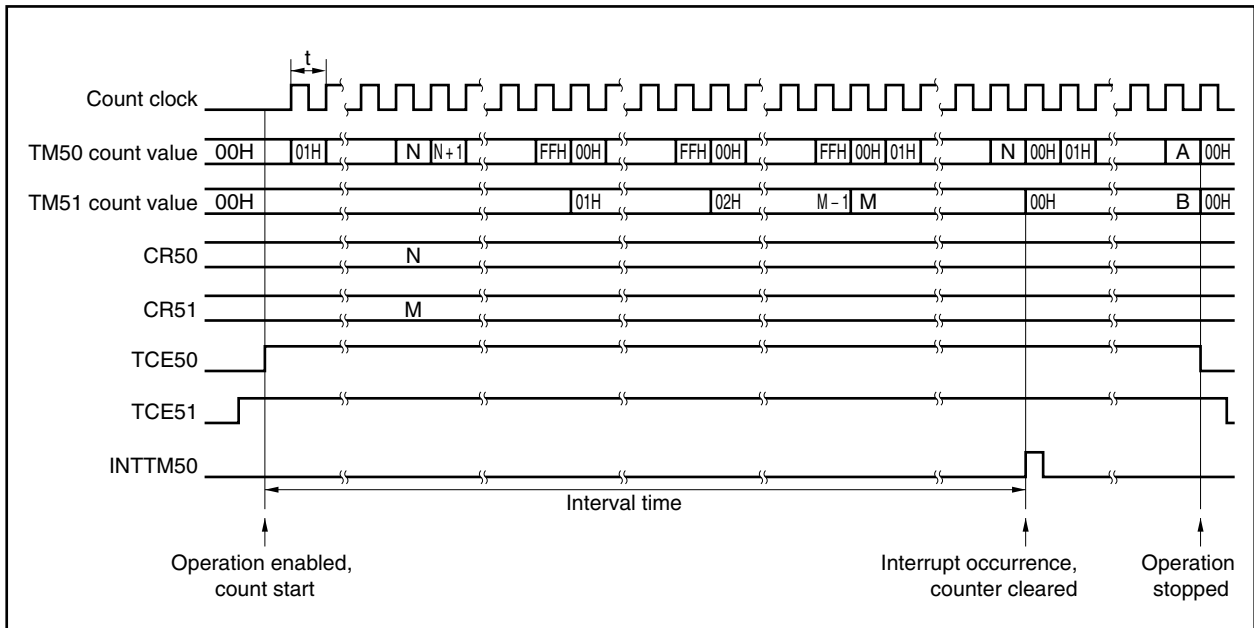 t
Count clock
TM50 count value 00H 01H N N + 1 FFH 00H FFH 00H FFH 00H 01H N 00H 01H A 00H
TM51 count value 00H 01H 02H M − 1 M 00H B 00H
CR50 N
CR51 M
TCE50
TCE51
INTTM50
Interval time
Operation enabled, count start
Interrupt occurrence, counter cleared
Operation stopped